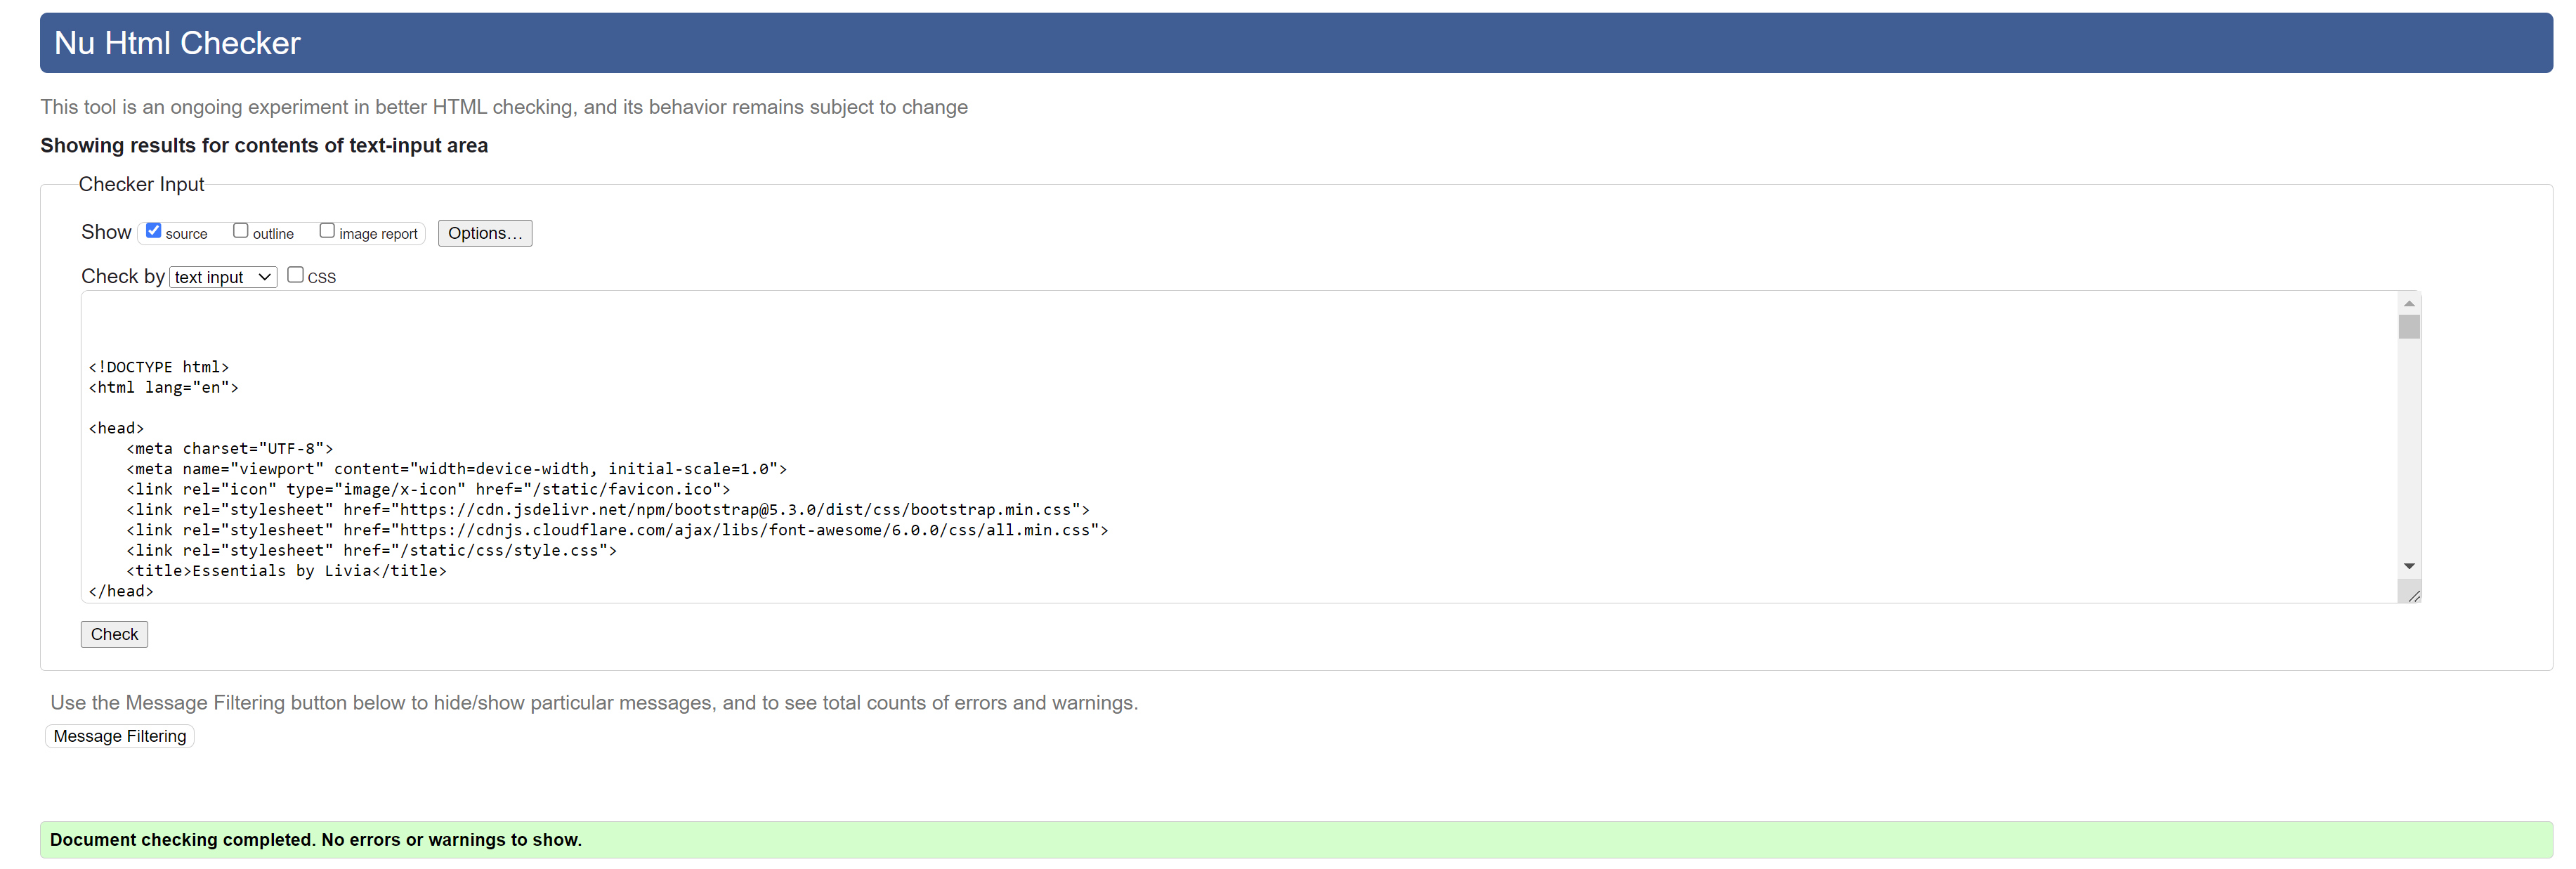 Nu Html Checker
This tool is an ongoing experiment in better HTML checking, and its behavior remains subject to change
Showing results for contents of text-input area
Checker Input
Show source outline image report Options...
Check by text input CSS
<!DOCTYPE html>
<html lang="en">
<head>
    <meta charset="UTF-8">
    <meta name="viewport" content="width=device-width, initial-scale=1.0">
    <link rel="icon" type="image/x-icon" href="/static/favicon.ico">
    <link rel="stylesheet" href="https://cdn.jsdelivr.net/npm/bootstrap@5.3.0/dist/css/bootstrap.min.css">
    <link rel="stylesheet" href="https://cdnjs.cloudflare.com/ajax/libs/font-awesome/6.0.0/css/all.min.css">
    <link rel="stylesheet" href="/static/css/style.css">
    <title>Essentials by Livia</title>
</head>
Check
Use the Message Filtering button below to hide/show particular messages, and to see total counts of errors and warnings.
Message Filtering
Document checking completed. No errors or warnings to show.